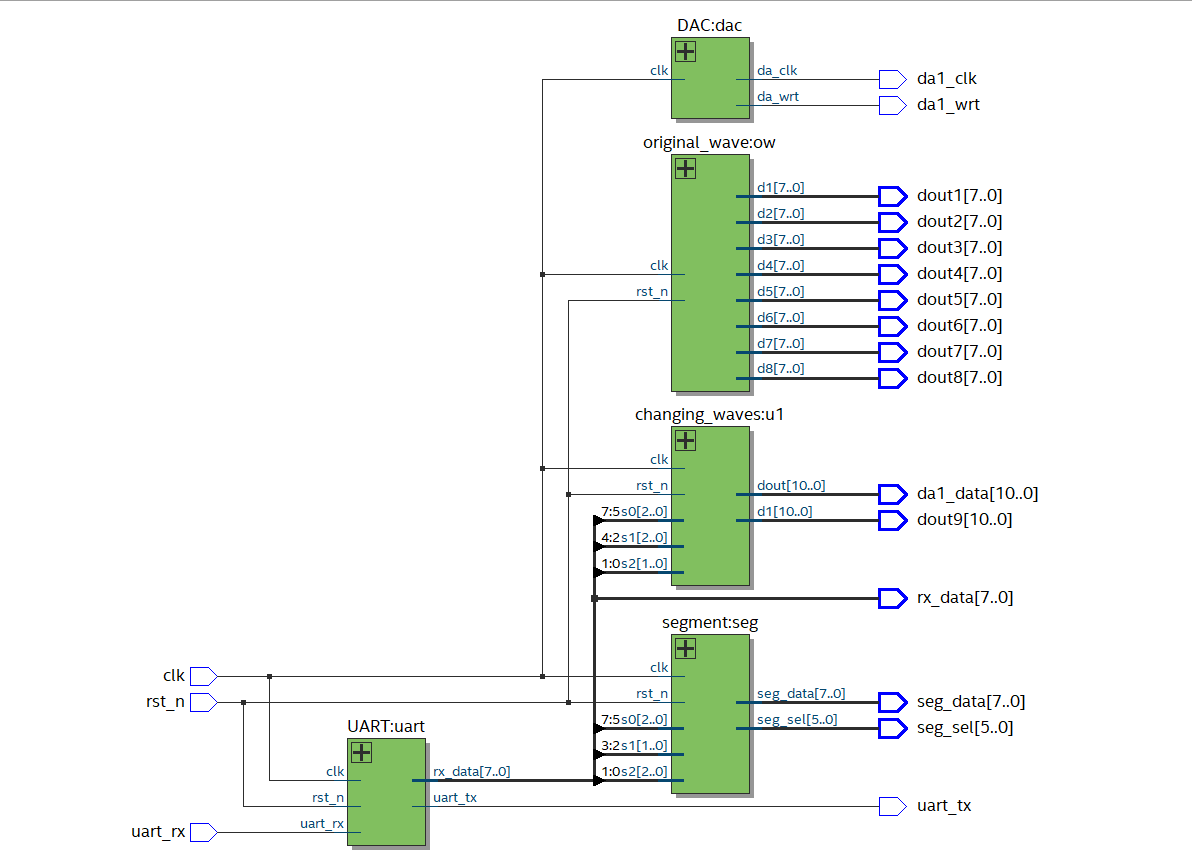 DAC:dac
clk
da_clk
da_wrt
da1_clk
da1_wrt
original_wave:ow
clk
rst_n
d1[7..0]
d2[7..0]
d3[7..0]
d4[7..0]
d5[7..0]
d6[7..0]
d7[7..0]
d8[7..0]
dout1[7..0]
dout2[7..0]
dout3[7..0]
dout4[7..0]
dout5[7..0]
dout6[7..0]
dout7[7..0]
dout8[7..0]
changing_waves:u1
clk
rst_n
7:5 s0[2..0]
4:2 s1[2..0]
1:0 s2[1..0]
dout[10..0]
d1[10..0]
da1_data[10..0]
dout9[10..0]
rx_data[7..0]
segment:seg
clk
rst_n
7:5 s0[2..0]
3:2 s1[1..0]
1:0 s2[2..0]
seg_data[7..0]
seg_sel[5..0]
seg_data[7..0]
seg_sel[5..0]
clk
rst_n
UART:uart
clk
rst_n
uart_rx
uart_rx
rx_data[7..0]
uart_tx
uart_tx